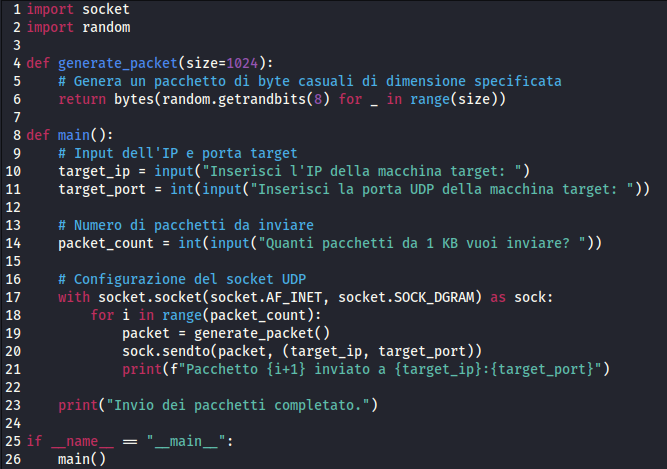 1 import socket
2 import random
3
4 def generate_packet(size=1024):
5     # Genera un pacchetto di byte casuali di dimensione specificata
6     return bytes(random.getrandbits(8) for _ in range(size))
7
8 def main():
9     # Input dell'IP e porta target
10     target_ip = input("Inserisci l'IP della macchina target: ")
11     target_port = int(input("Inserisci la porta UDP della macchina target: "))
12
13     # Numero di pacchetti da inviare
14     packet_count = int(input("Quanti pacchetti da 1 KB vuoi inviare? "))
15
16     # Configurazione del socket UDP
17     with socket.socket(socket.AF_INET, socket.SOCK_DGRAM) as sock:
18         for i in range(packet_count):
19             packet = generate_packet()
20             sock.sendto(packet, (target_ip, target_port))
21             print(f"Pacchetto {i+1} inviato a {target_ip}:{target_port}")
22
23     print("Invio dei pacchetti completato.")
24
25 if __name__ == "__main__":
26     main()